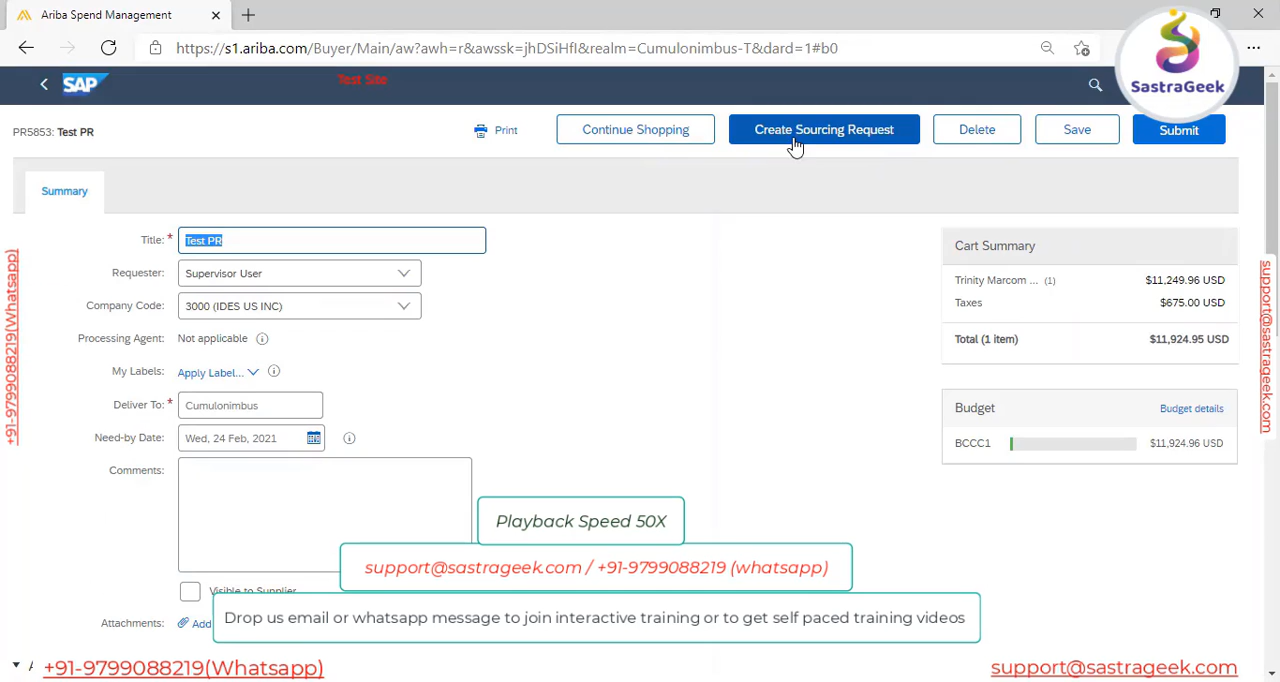 Ariba Spend Management
https://s1.ariba.com/Buyer/Main/aw?awh=r&awssk=jhDSiHfI&realm=Cumulonimbus-T&dard=1#b0
SastraGeek
SAP
Test Site
PR5853: Test PR
Print
Continue Shopping
Create Sourcing Request
Delete
Save
Submit
Summary
Title: * Test PR
Requester: Supervisor User
Company Code: 3000 (IDES US INC)
Processing Agent: Not applicable
My Labels: Apply Label...
Deliver To: * Cumulonimbus
Need-by Date: Wed, 24 Feb, 2021
Comments:
Visible to Supplier
Attachments: Add
Cart Summary
Trinity Marcom ... (1) $11,249.96 USD
Taxes $675.00 USD
Total (1 item) $11,924.95 USD
Budget Budget details
BCCC1 $11,924.96 USD
Playback Speed 50X
support@sastrageek.com / +91-9799088219 (whatsapp)
Drop us email or whatsapp message to join interactive training or to get self paced training videos
+91-9799088219(Whatsapp)
support@sastrageek.com
+91-9799088219(Whatsapp)
support@sastrageek.com